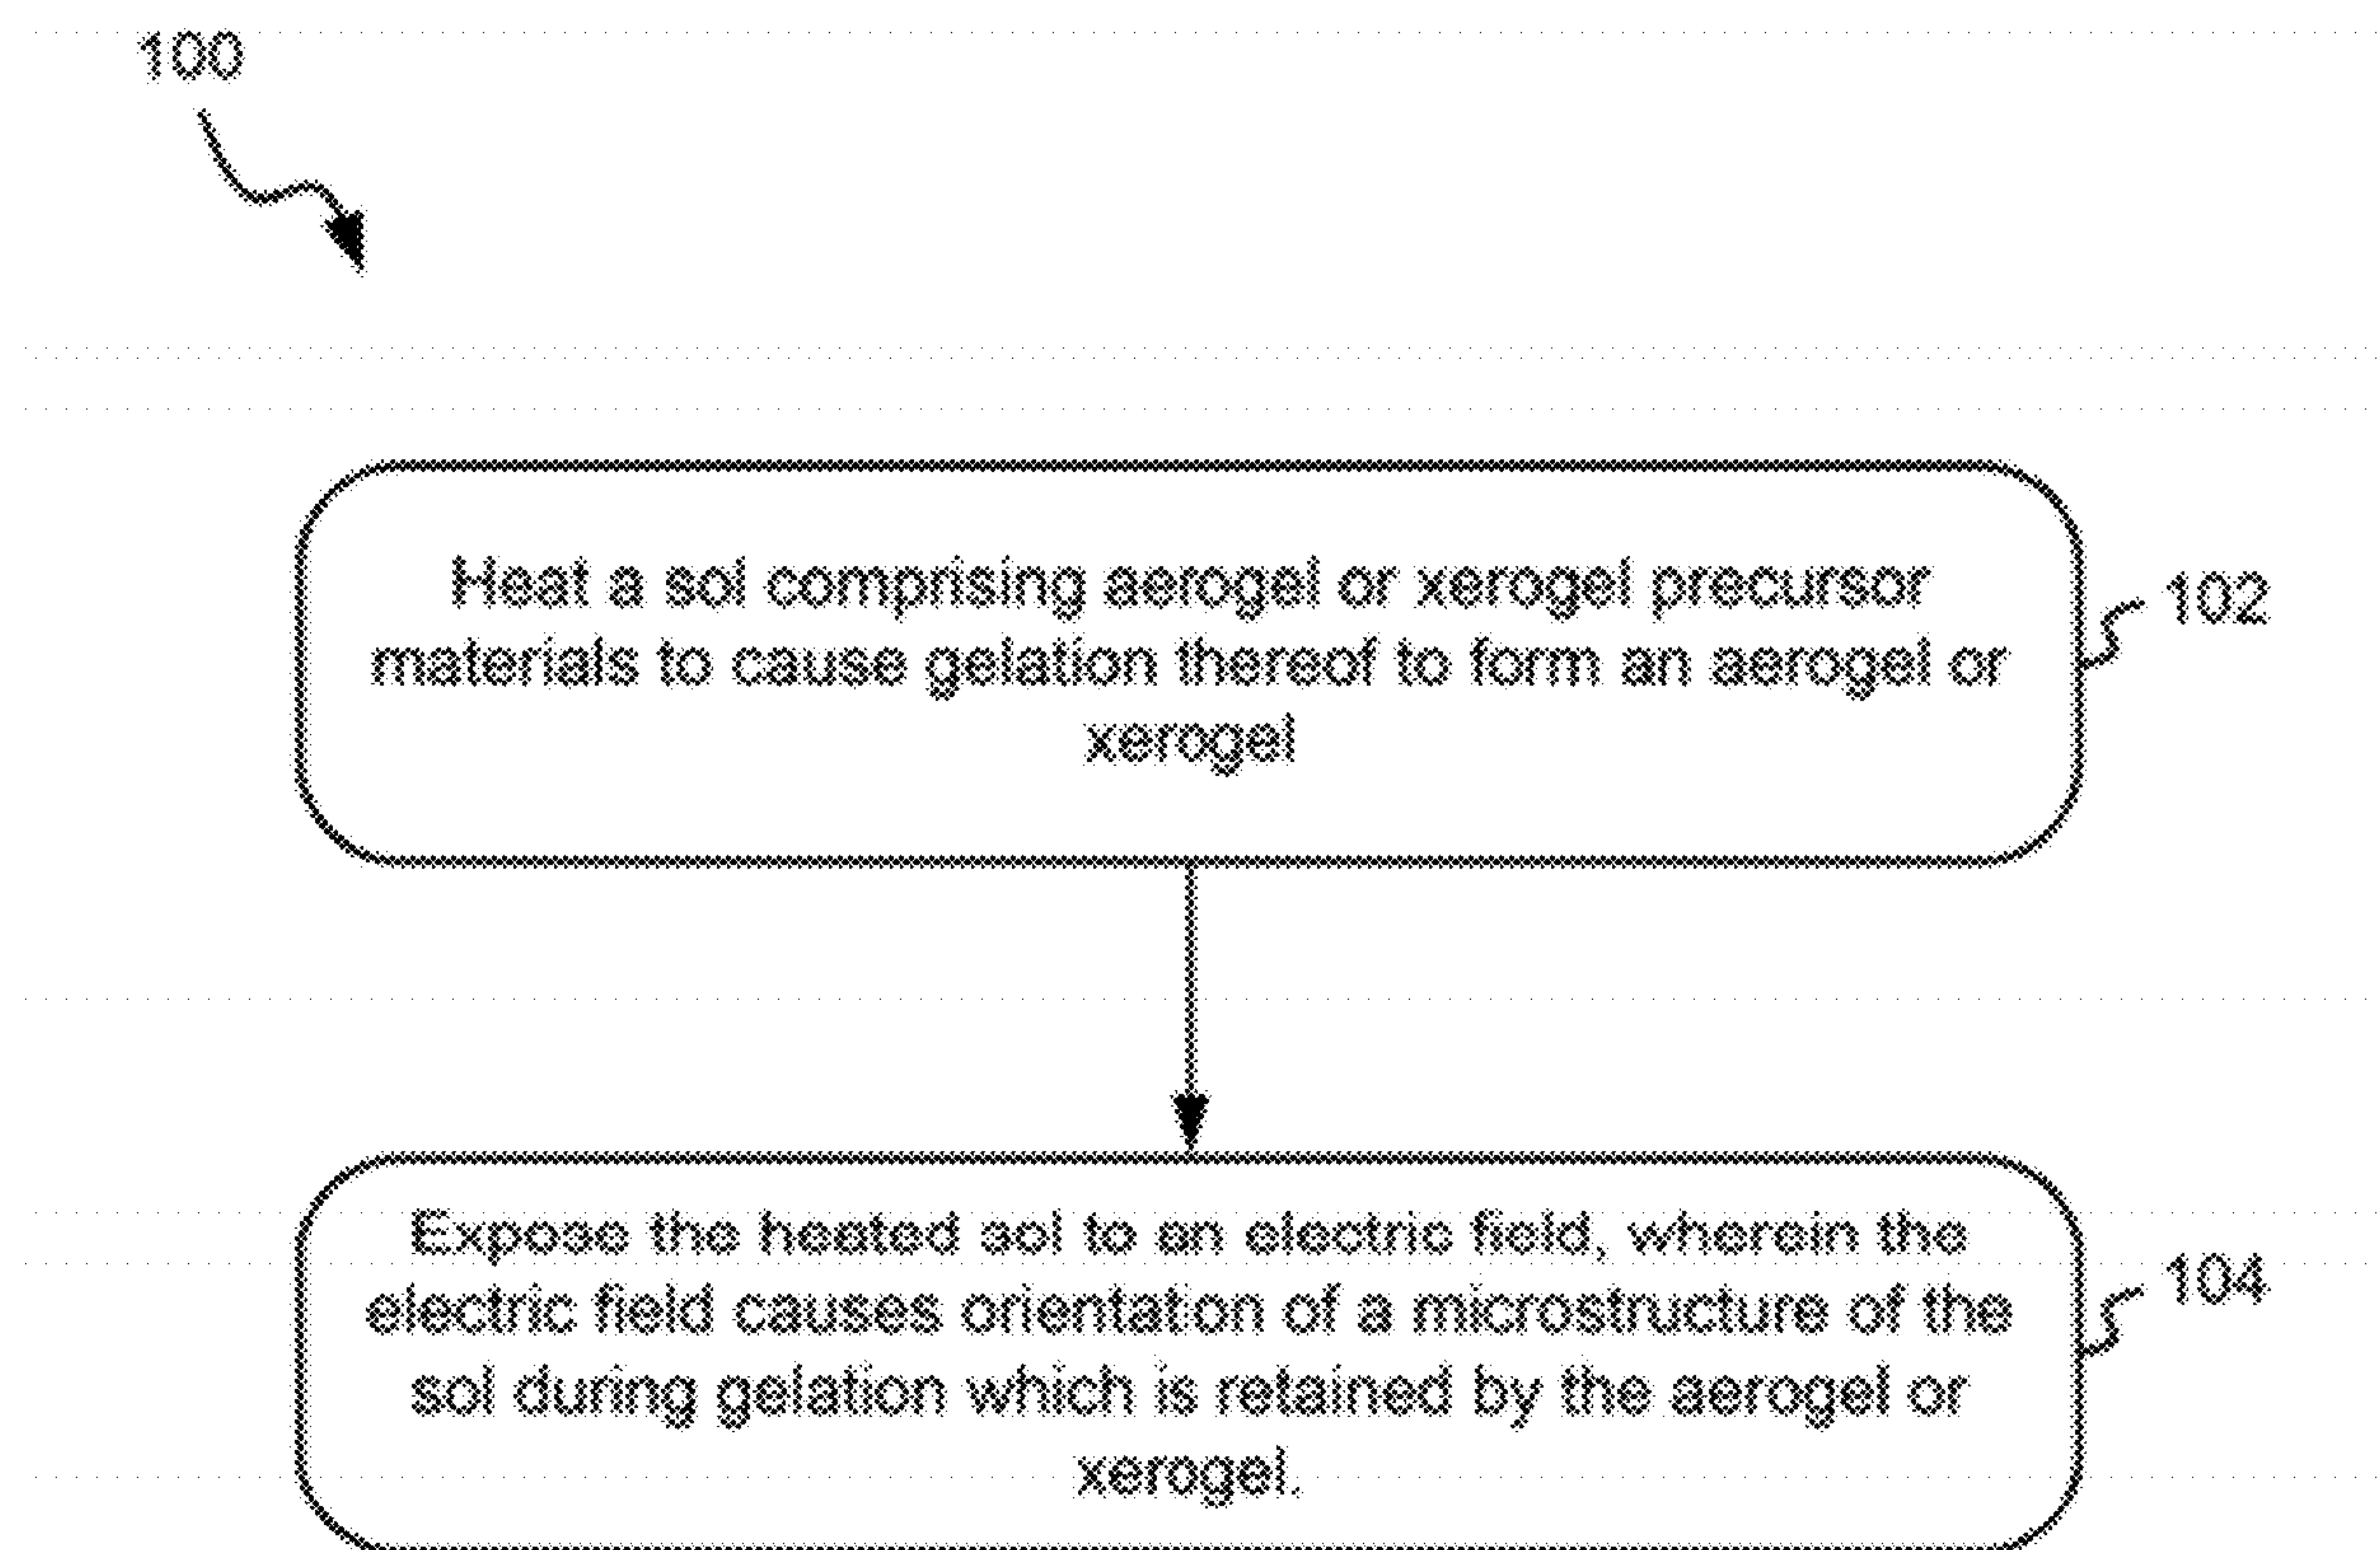 100
Heat a sol comprising aerogel or xerogel precursor
materials to cause gelation thereof to form an aerogel or
xerogel
102
Expose the heated sol to an electric field, wherein the
electric field causes orientation of a microstructure of the
sol during gelation which is retained by the aerogel or
xerogel.
104